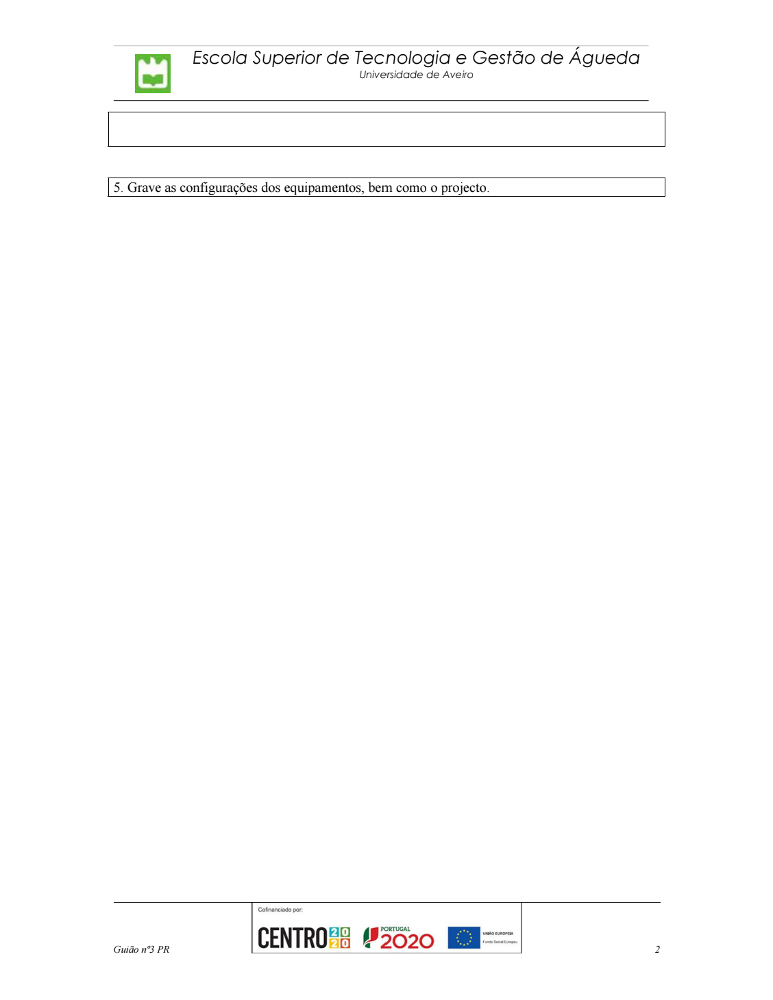 Escola Superior de Tecnologia e Gestão de Águeda
Universidade de Aveiro
5. Grave as configurações dos equipamentos, bem como o projecto.
Cofinanciado por:
CENTRO 2020
PORTUGAL
2020
UNIÃO EUROPEIA
Fundo Social Europeu
Guião nº3 PR
2